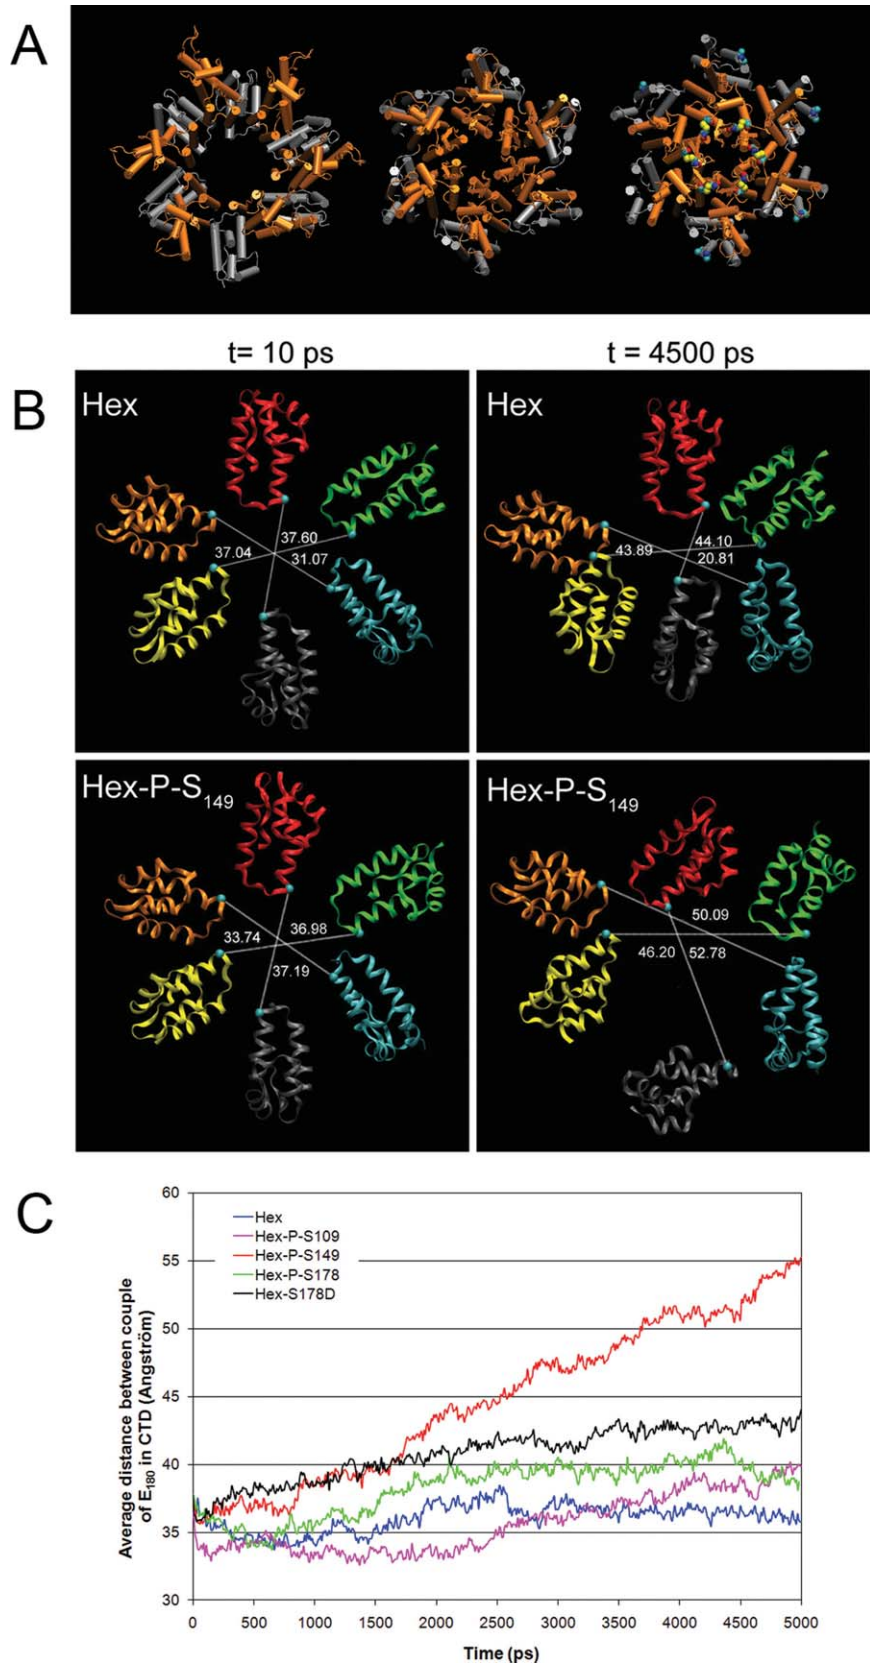 A
t= 10 ps
t = 4500 ps
B
Hex
Hex
37.60
37.04
31.07
44.10
43.89
20.81
Hex-P-S149
Hex-P-S149
36.98
33.74
37.19
50.09
46.20
52.78
C
60
55
50
45
40
35
30
Hex
Hex-P-S109
Hex-P-S149
Hex-P-S178
Hex-S178D
Average distance between couple
of E180 in CTD (Angström)
0
500
1000
1500
2000
2500
3000
3500
4000
4500
5000
Time (ps)